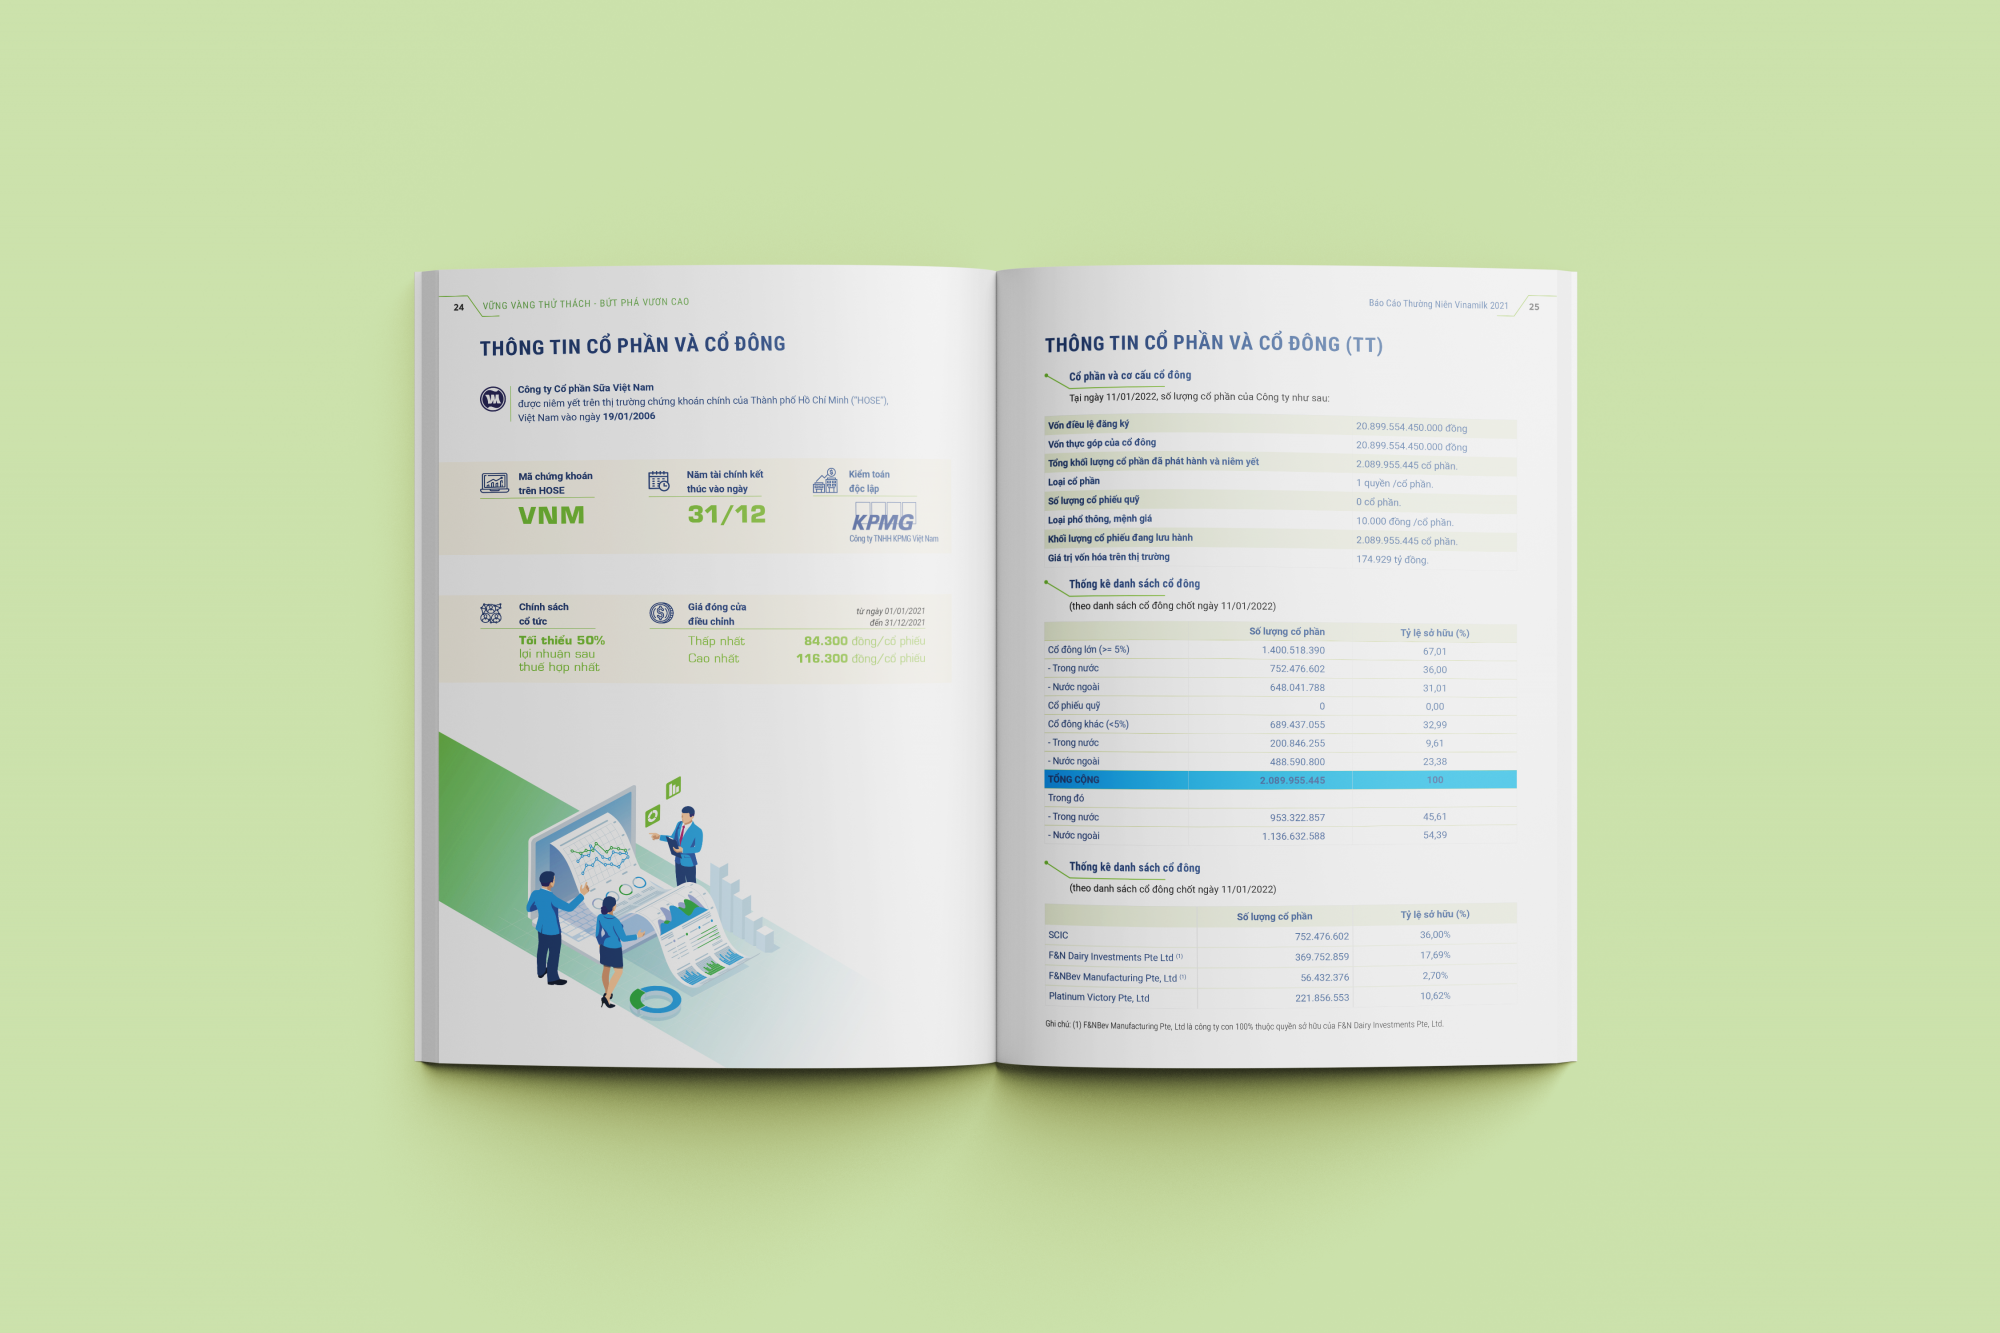 24 VỮNG VÀNG THỬ THÁCH - BỨT PHÁ VƯƠN CAO
THÔNG TIN CỔ PHẦN VÀ CỔ ĐÔNG
Công ty Cổ phần Sữa Việt Nam
được niêm yết trên thị trường chứng khoán chính của Thành phố Hồ Chí Minh ("HOSE"),
Việt Nam vào ngày 19/01/2006
Mã chứng khoán
trên HOSE
VNM
Năm tài chính kết
thúc vào ngày
31/12
Kiểm toán
độc lập
KPMG
Công ty TNHH KPMG Việt Nam
Chính sách
cổ tức
Tối thiểu 50%
lợi nhuận sau
thuế hợp nhất
Giá đóng cửa
điều chỉnh
từ ngày 01/01/2021
đến 31/12/2021
Thấp nhất 84.300 đồng/cổ phiếu
Cao nhất 116.300 đồng/cổ phiếu
Báo Cáo Thường Niên Vinamilk 2021 25
THÔNG TIN CỔ PHẦN VÀ CỔ ĐÔNG (TT)
Cổ phần và cơ cấu cổ đông
Tại ngày 11/01/2022, số lượng cổ phần của Công ty như sau:
Vốn điều lệ đăng ký 20.899.554.450.000 đồng
Vốn thực góp của cổ đông 20.899.554.450.000 đồng
Tổng khối lượng cổ phần đã phát hành và niêm yết 2.089.955.445 cổ phần.
Loại cổ phần 1 quyền /cổ phần.
Số lượng cổ phiếu quỹ 0 cổ phần.
Loại phổ thông, mệnh giá 10.000 đồng /cổ phần.
Khối lượng cổ phiếu đang lưu hành 2.089.955.445 cổ phần.
Giá trị vốn hóa trên thị trường 174.929 tỷ đồng.
Thống kê danh sách cổ đông
(theo danh sách cổ đông chốt ngày 11/01/2022)
Số lượng cổ phần Tỷ lệ sở hữu (%)
Cổ đông lớn (>= 5%) 1.400.518.390 67,01
- Trong nước 752.476.602 36,00
- Nước ngoài 648.041.788 31,01
Cổ phiếu quỹ 0 0,00
Cổ đông khác (<5%) 689.437.055 32,99
- Trong nước 200.846.255 9,61
- Nước ngoài 488.590.800 23,38
TỔNG CỘNG 2.089.955.445 100
Trong đó
- Trong nước 953.322.857 45,61
- Nước ngoài 1.136.632.588 54,39
Thống kê danh sách cổ đông
(theo danh sách cổ đông chốt ngày 11/01/2022)
Số lượng cổ phần Tỷ lệ sở hữu (%)
SCIC 752.476.602 36,00%
F&N Dairy Investments Pte Ltd (1) 369.752.859 17,69%
F&NBev Manufacturing Pte, Ltd (1) 56.432.376 2,70%
Platinum Victory Pte, Ltd 221.856.553 10,62%
Ghi chú: (1) F&NBev Manufacturing Pte, Ltd là công ty con 100% thuộc quyền sở hữu của F&N Dairy Investments Pte, Ltd.